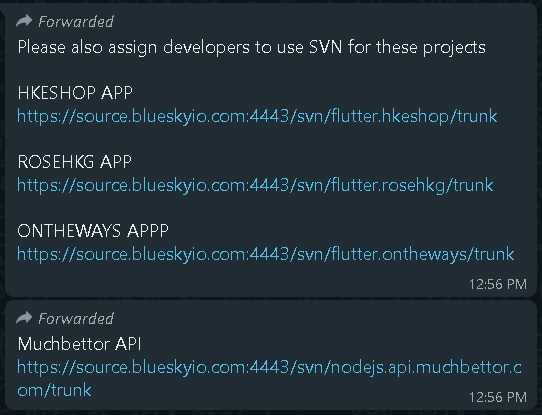 Forwarded
Please also assign developers to use SVN for these projects
HKESHOP APP
https://source.blueskyio.com:4443/svn/flutter.hkeshop/trunk
ROSEHKG APP
https://source.blueskyio.com:4443/svn/flutter.rosehkg/trunk
ONTHEWAYS APPP
https://source.blueskyio.com:4443/svn/flutter.ontheways/trunk
12:56 PM
Forwarded
Muchbettor API
https://source.blueskyio.com:4443/svn/nodejs.api.muchbettor.c
om/trunk
12:56 PM